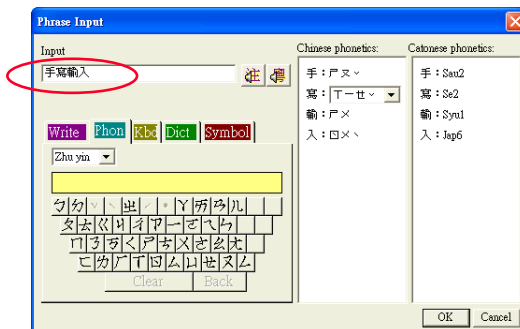 Phrase Input
Input
手寫輸入
注 粵
Chinese phonetics:
手：ㄕㄡˇ
寫：ㄒㄧㄝˇ
輸：ㄕㄨ
入：ㄖㄨˋ
Catonese phonetics:
手：Sau2
寫：Se2
輸：Syu1
入：Jap6
Write Phon Kbd Dict Symbol
Zhu yin
ㄅ ㄉ ˇ ˋ ㄓ ˊ ˙ ㄚ ㄞ ㄢ ㄦ
ㄆ ㄊ ㄍ ㄐ ㄔ ㄗ ㄧ ㄛ ㄟ ㄣ
ㄇ ㄋ ㄎ ㄑ ㄕ ㄘ ㄨ ㄜ ㄠ ㄤ
ㄈ ㄌ ㄏ ㄒ ㄖ ㄙ ㄩ ㄝ ㄡ ㄥ
Clear Back
OK Cancel